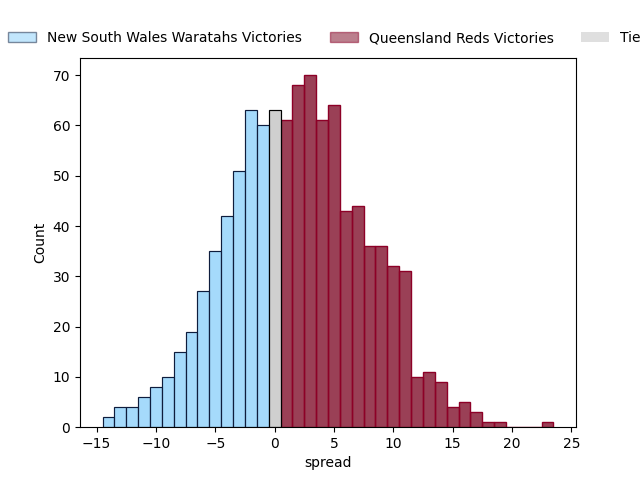 New South Wales Waratahs Victories Queensland Reds Victories Tie
70
60
50
40
30
20
10
0
Count
−15 −10 −5 0 5 10 15 20 25
spread